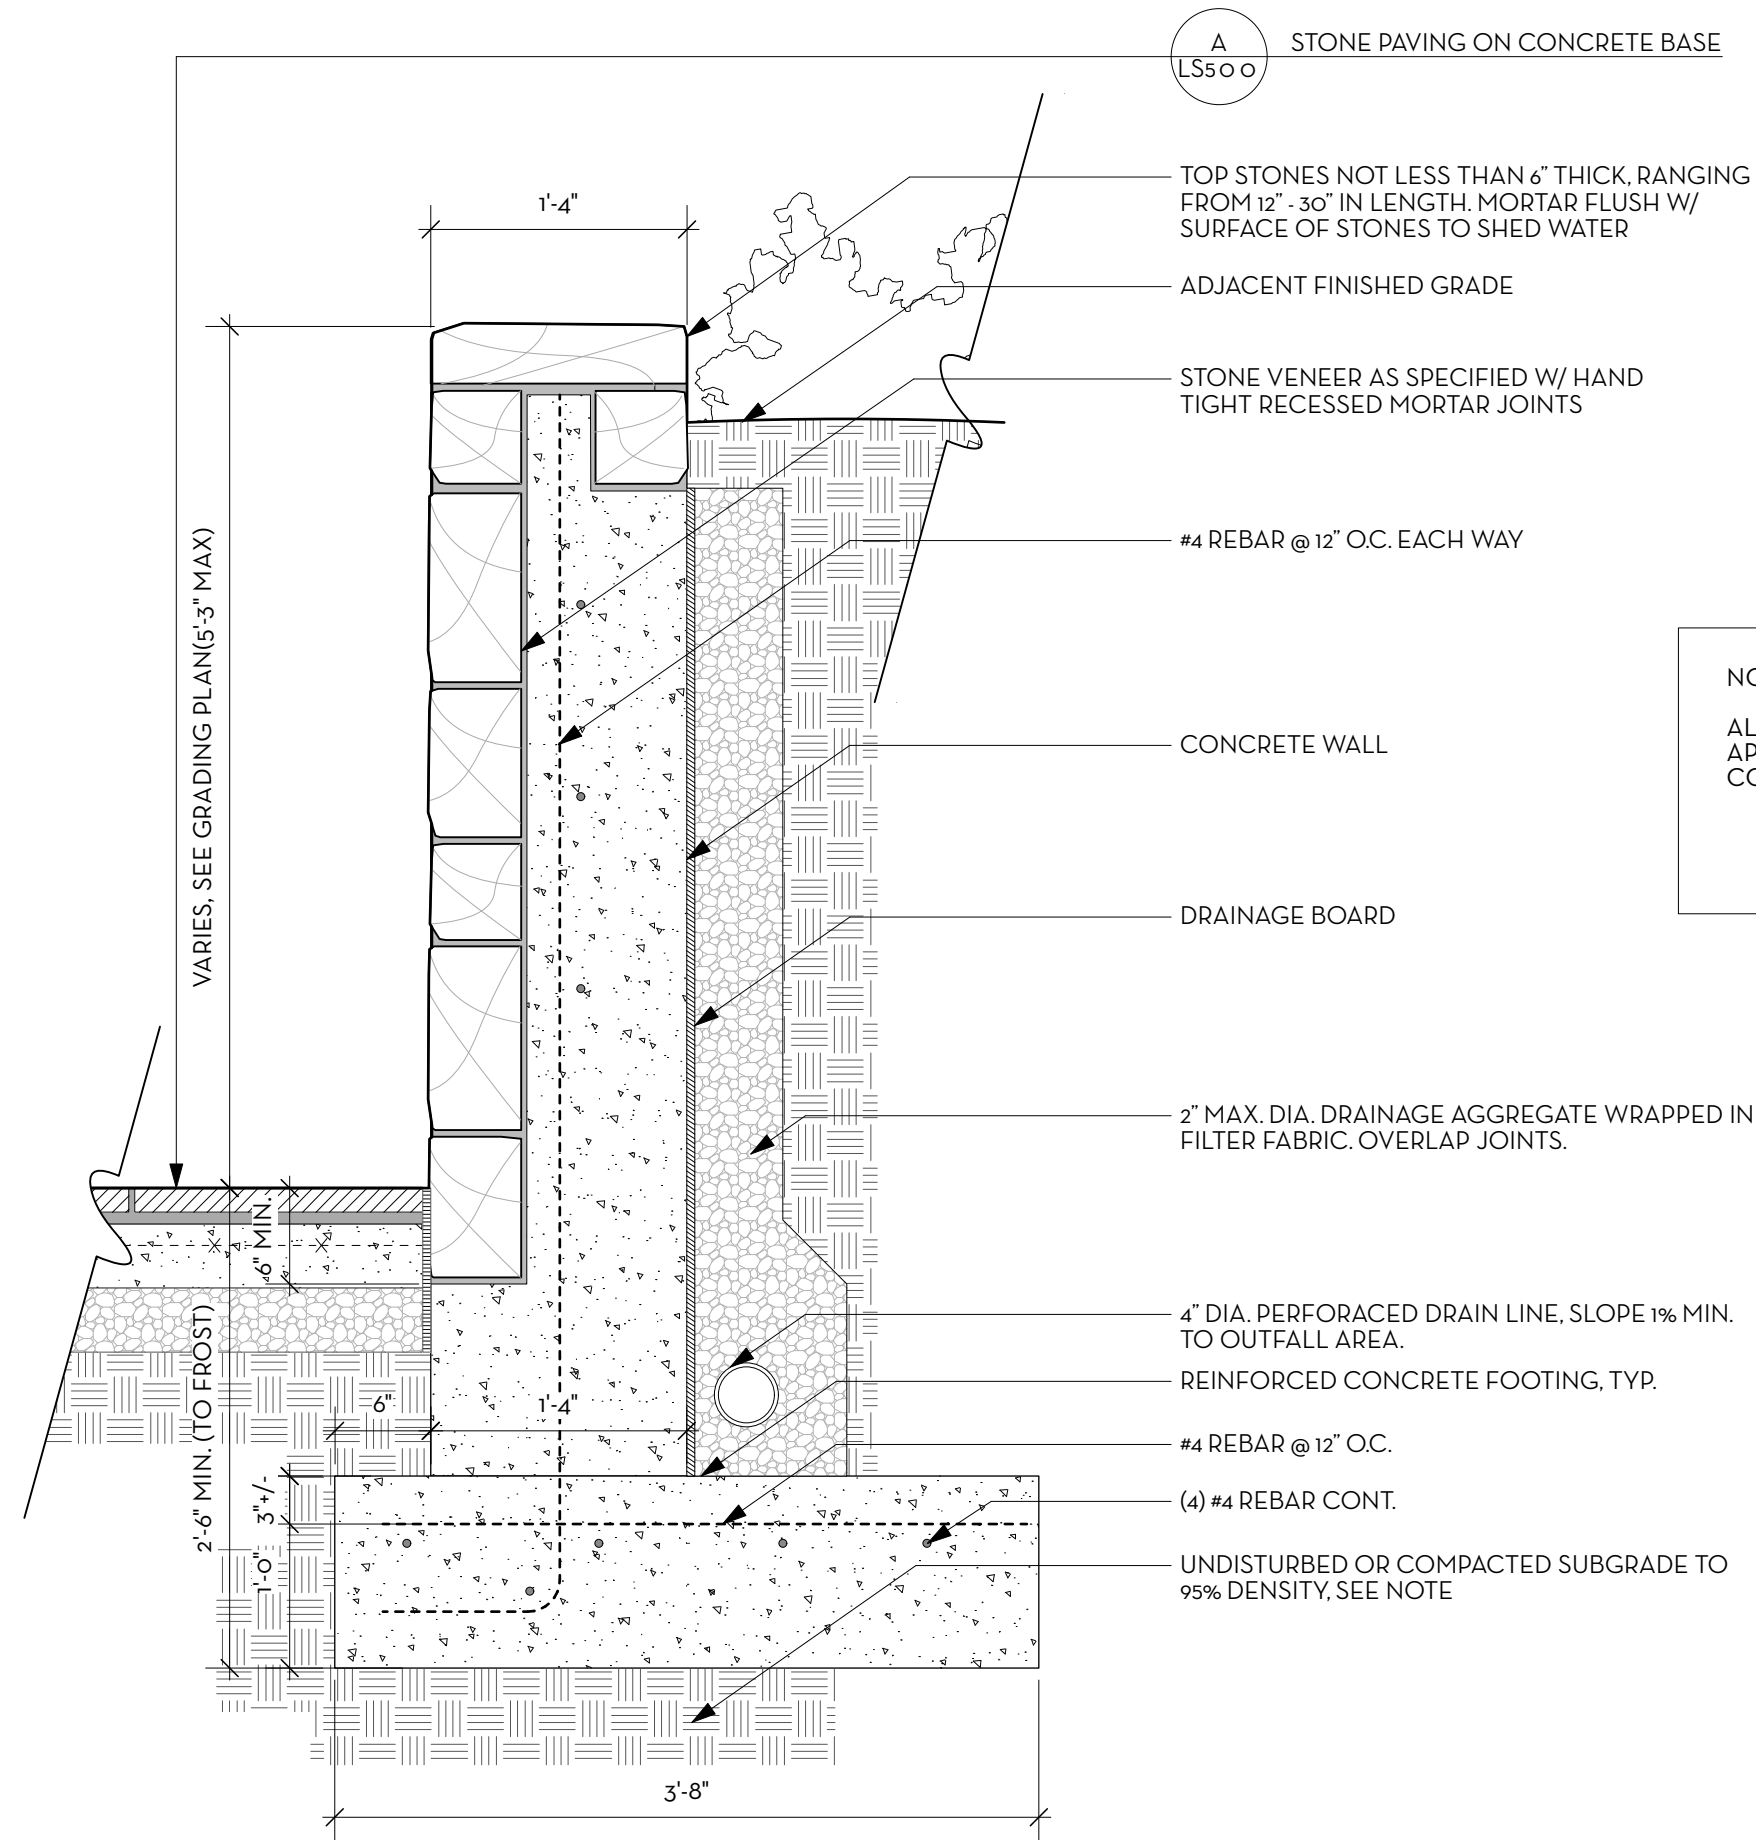 A
LS500
STONE PAVING ON CONCRETE BASE
TOP STONES NOT LESS THAN 6” THICK, RANGING
FROM 12” - 30” IN LENGTH. MORTAR FLUSH W/
SURFACE OF STONES TO SHED WATER
1'-4"
ADJACENT FINISHED GRADE
STONE VENEER AS SPECIFIED W/ HAND
TIGHT RECESSED MORTAR JOINTS
#4 REBAR @ 12” O.C. EACH WAY
VARIES, SEE GRADING PLAN(5'-3" MAX)
CONCRETE WALL
DRAINAGE BOARD
2” MAX. DIA. DRAINAGE AGGREGATE WRAPPED IN
FILTER FABRIC. OVERLAP JOINTS.
6" MIN.
4” DIA. PERFORACED DRAIN LINE, SLOPE 1% MIN.
TO OUTFALL AREA.
REINFORCED CONCRETE FOOTING, TYP.
6"
1'-4"
2'-6" MIN. (TO FROST)
#4 REBAR @ 12” O.C.
3"+/-
(4) #4 REBAR CONT.
1'-0"
UNDISTURBED OR COMPACTED SUBGRADE TO
95% DENSITY, SEE NOTE
3'-8"